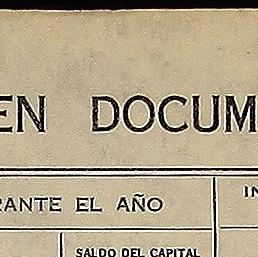 EN DOCUM
RANTE EL AÑO
IN
SALDO DEL CAPITAL